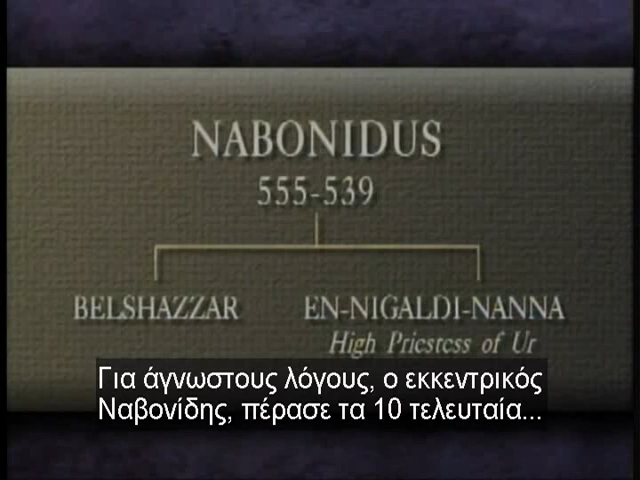 NABONIDUS
555-539
BELSHAZZAR
EN-NIGALDI-NANNA
High Priestess of Ur
Για άγνωστους λόγους, ο εκκεντρικός
Ναβονίδης, πέρασε τα 10 τελευταία...